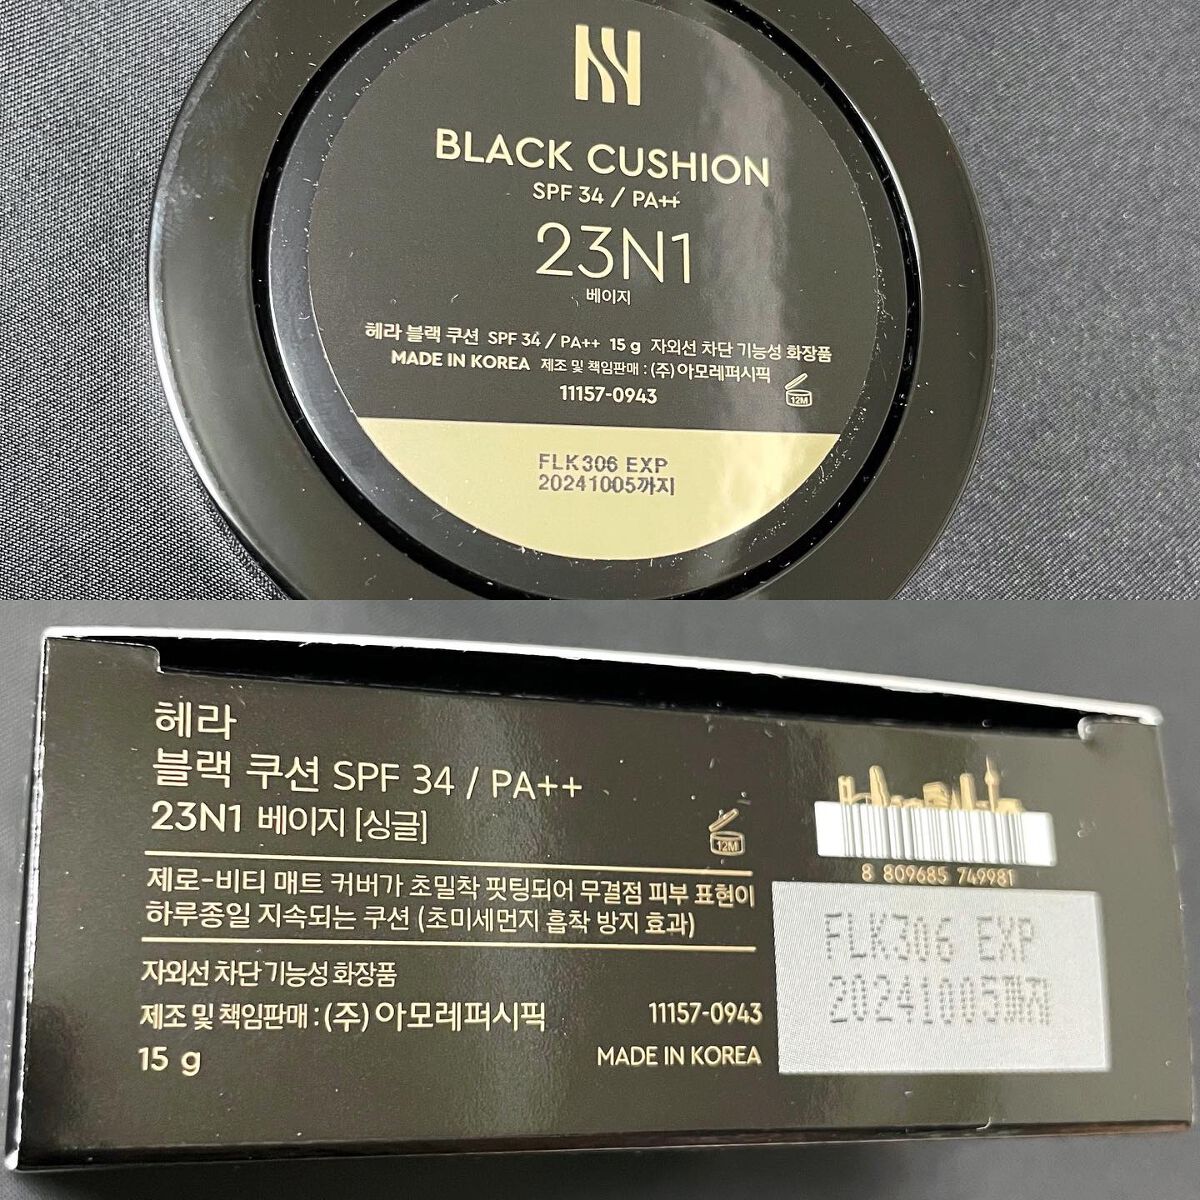 BLACK CUSHION
SPF 34 / PA++
23N1
베이지
헤라 블랙 쿠션 SPF 34 / PA++ 15 g 자외선 차단 기능성 화장품
MADE IN KOREA 제조 및 책임판매 : (주)아모레퍼시픽
11157-0943
12M
FLK306 EXP
20241005까지
헤라
블랙 쿠션 SPF 34 / PA++
23N1 베이지 [싱글]
12M
제로-비티 매트 커버가 초밀착 핏팅되어 무결점 피부 표현이
하루종일 지속되는 쿠션 (초미세먼지 흡착 방지 효과)
자외선 차단 기능성 화장품
제조 및 책임판매 : (주)아모레퍼시픽
15 g
11157-0943
MADE IN KOREA
8 809685 749981
FLK306 EXP
20241005까지